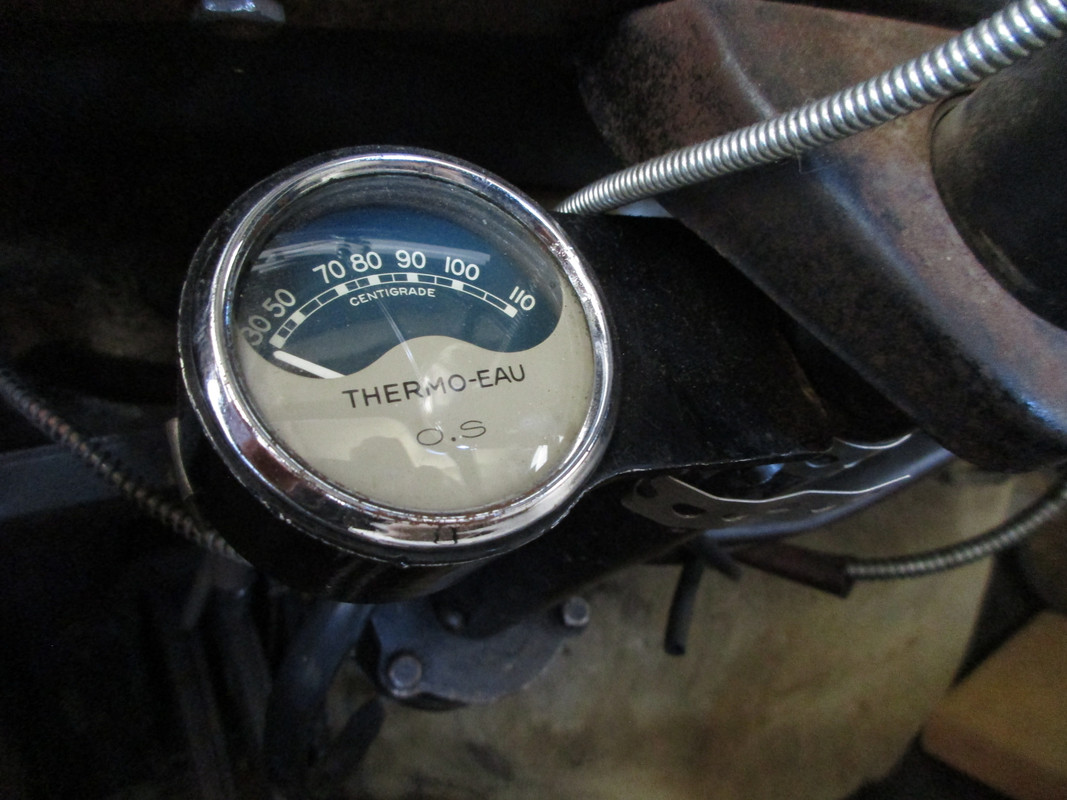 30 50 70 80 90 100 110
CENTIGRADE
THERMO-EAU
O.S